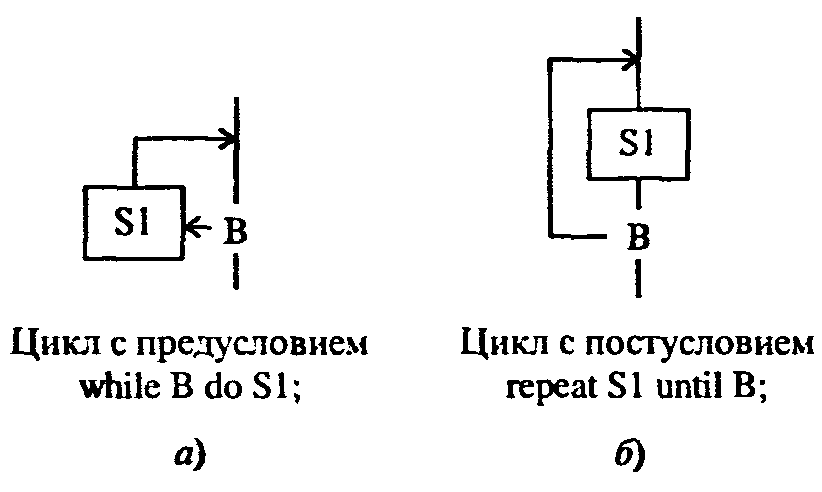 S1
B
Цикл с предусловием
while B do S1;
а)
S1
B
Цикл с постусловием
repeat S1 until B;
б)